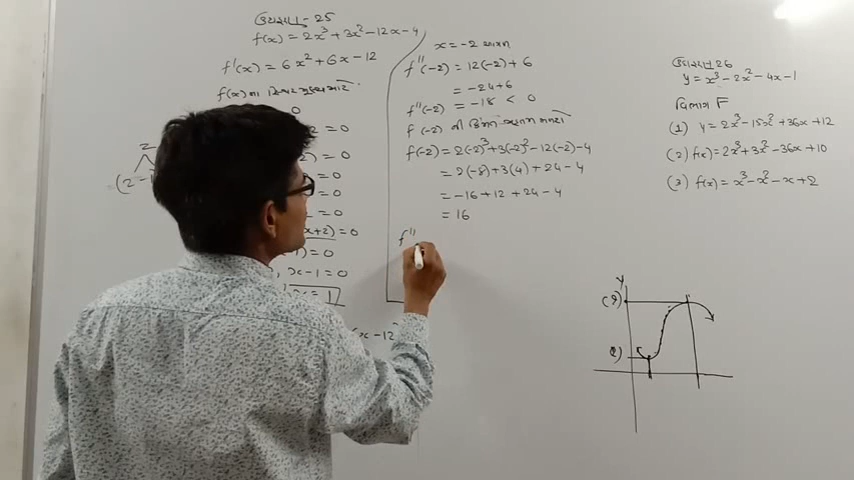 ઉદાહરણ-25
f(x) = 2x³+3x²-12x-4
f'(x) = 6x²+6x-12
f(x) ના
0
2 = 0
) = 0
= 0
= 0
x+2) = 0
-1) = 0
, x-1 = 0
= 1
(x-12
x = -2 આગળ
f''(-2) = 12(-2)+6
= -24+6
f''(-2) = -18 < 0
f(-2) ની મહત્તમ કિંમત મળશે
f(-2) = 2(-2)³+3(-2)²-12(-2)-4
= 2(-8)+3(4)+24-4
= -16+12+24-4
= 16
f''
ઉદાહરણ-26
y = x³-2x²-4x-1
વિભાગ F
(1) y = 2x³-15x²+36x+12
(2) f(x) = 2x³+3x²-36x+10
(3) f(x) = x³-x²-x+2
y